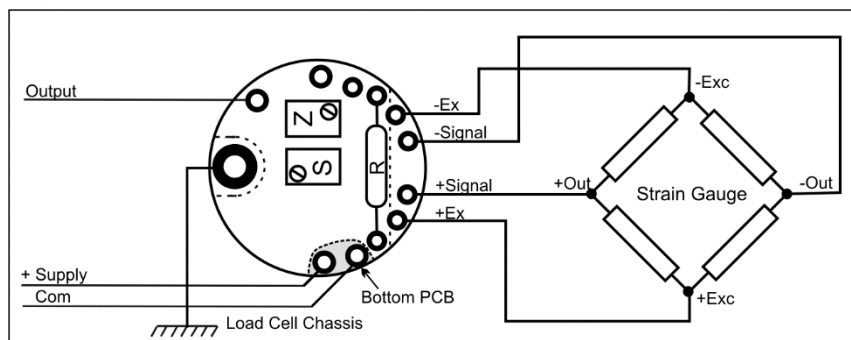 Output
Z
S
R
-Ex
-Signal
+Signal
+Ex
-Exc
+Out
Strain Gauge
-Out
+Exc
+ Supply
Com
Bottom PCB
Load Cell Chassis